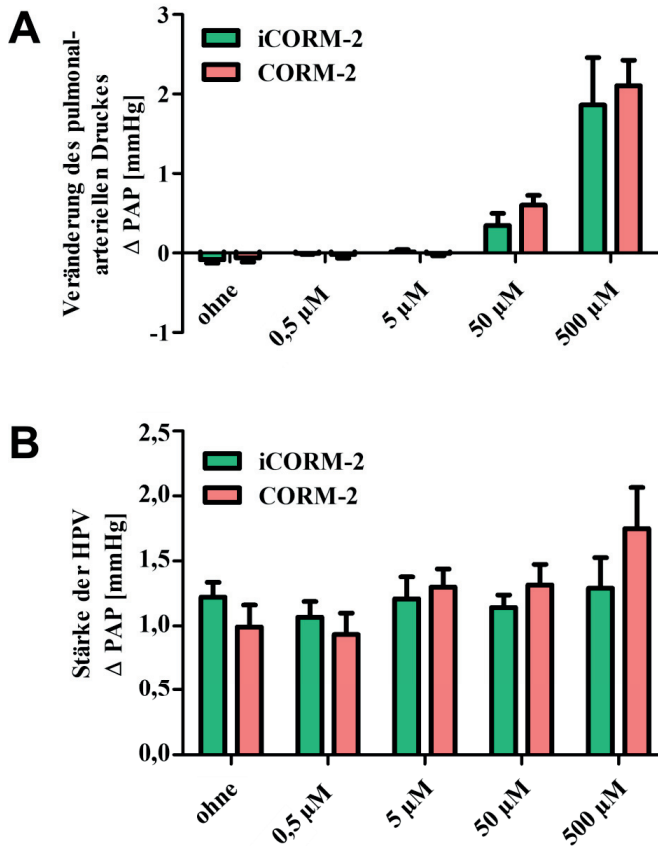 A
Veränderung des pulmonal-
arteriellen Druckes
Δ PAP [mmHg]
3
2
1
0
-1
iCORM-2
CORM-2
ohne
0,5 µM
5 µM
50 µM
500 µM
B
Stärke der HPV
Δ PAP [mmHg]
2,5
2,0
1,5
1,0
0,5
0,0
iCORM-2
CORM-2
ohne
0,5 µM
5 µM
50 µM
500 µM